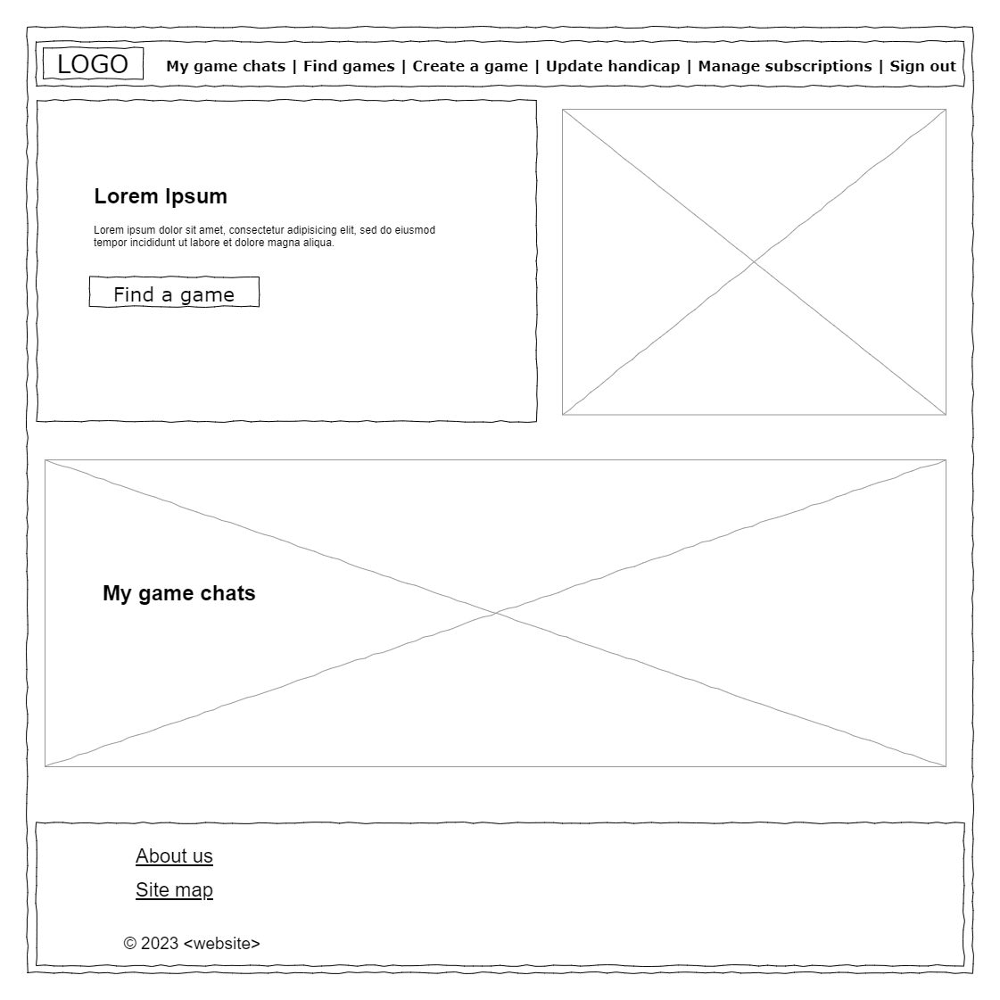 LOGO
My game chats | Find games | Create a game | Update handicap | Manage subscriptions | Sign out
Lorem Ipsum
Lorem ipsum dolor sit amet, consectetur adipisicing elit, sed do eiusmod
tempor incididunt ut labore et dolore magna aliqua.
Find a game
My game chats
About us
Site map
© 2023 <website>